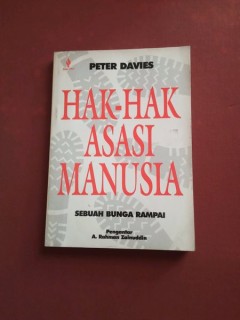 PETER DAVIES
HAK-HAK
ASASI
MANUSIA
SEBUAH BUNGA RAMPAI
Pengantar
A. Rahman Zainuddin